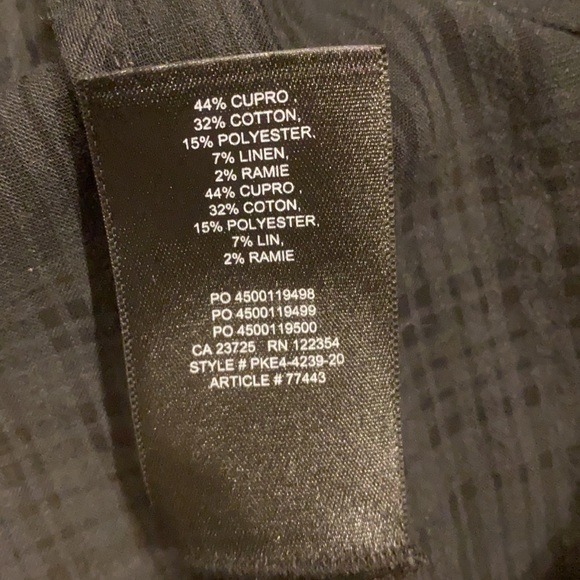 44% CUPRO ,
32% COTTON,
15% POLYESTER,
7% LINEN,
2% RAMIE
44% CUPRO ,
32% COTON,
15% POLYESTER,
7% LIN,
2% RAMIE
PO 4500119498
PO 4500119499
PO 4500119500
CA 23725 RN 122354
STYLE # PKE4-4239-20
ARTICLE # 77443